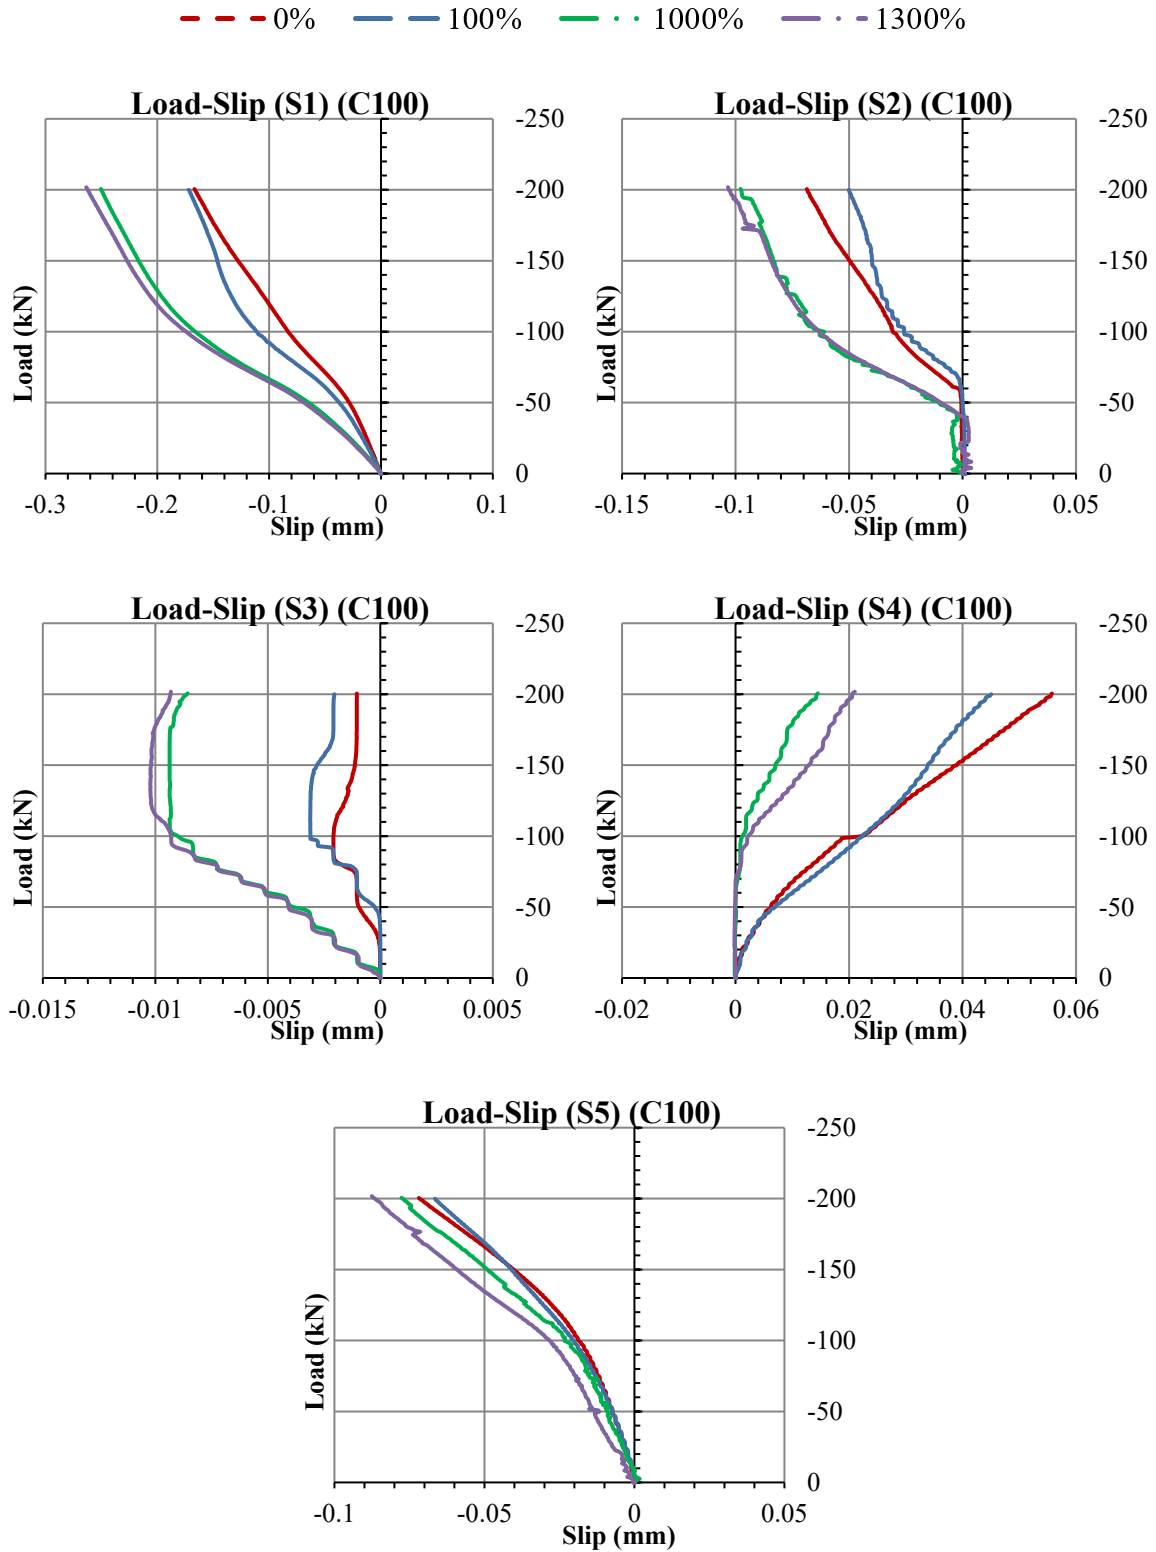 0% 100% 1000% 1300%
Load-Slip (S1) (C100)
-250
-200
-150
-100
-50
0
Load (kN)
-0.3 -0.2 -0.1 0 0.1
Slip (mm)
Load-Slip (S2) (C100)
-250
-200
-150
-100
-50
0
Load (kN)
-0.15 -0.1 -0.05 0 0.05
Slip (mm)
Load-Slip (S3) (C100)
-250
-200
-150
-100
-50
0
Load (kN)
-0.015 -0.01 -0.005 0 0.005
Slip (mm)
Load-Slip (S4) (C100)
-250
-200
-150
-100
-50
0
Load (kN)
-0.02 0 0.02 0.04 0.06
Slip (mm)
Load-Slip (S5) (C100)
-250
-200
-150
-100
-50
0
Load (kN)
-0.1 -0.05 0 0.05
Slip (mm)